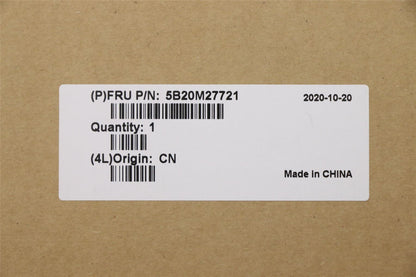 (P)FRU P/N: 5B20M27721
2020-10-20
Quantity: 1
(4L)Origin: CN
Made in CHINA